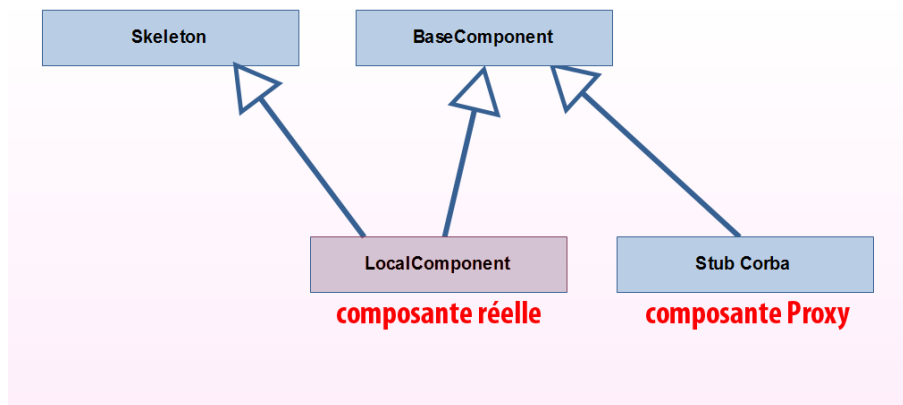 Skeleton
BaseComponent
LocalComponent
Stub Corba
composante réelle
composante Proxy